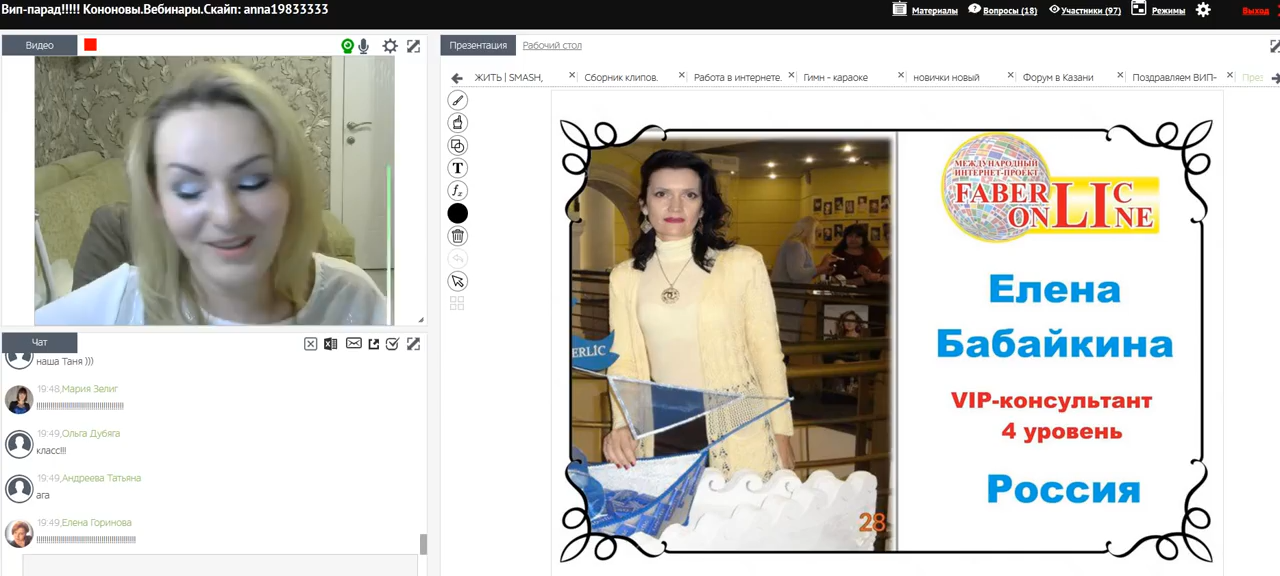 Вип-парад!!!!! Кононовы.Вебинары.Скайп: anna19833333
Материалы
Вопросы (18)
Участники (97)
Режимы
Выход
Видео
Презентация
Рабочий стол
ЖИТЬ | SMASH,
Сборник клипов.
Работа в интернете.
Гимн - караоке
новички новый
Форум в Казани
Поздравляем ВИП-
През
T
МЕЖДУНАРОДНЫЙ
ИНТЕРНЕТ-ПРОЕКТ
FABERLIC
ONLINE
Елена
Бабайкина
VIP-консультант
4 уровень
Россия
ERLIC
28
Чат
наша Таня )))
19:48,Мария Зелиг
19:49,Ольга Дубяга
класс!!!
19:49,Андреева Татьяна
ага
19:49,Елена Горинова